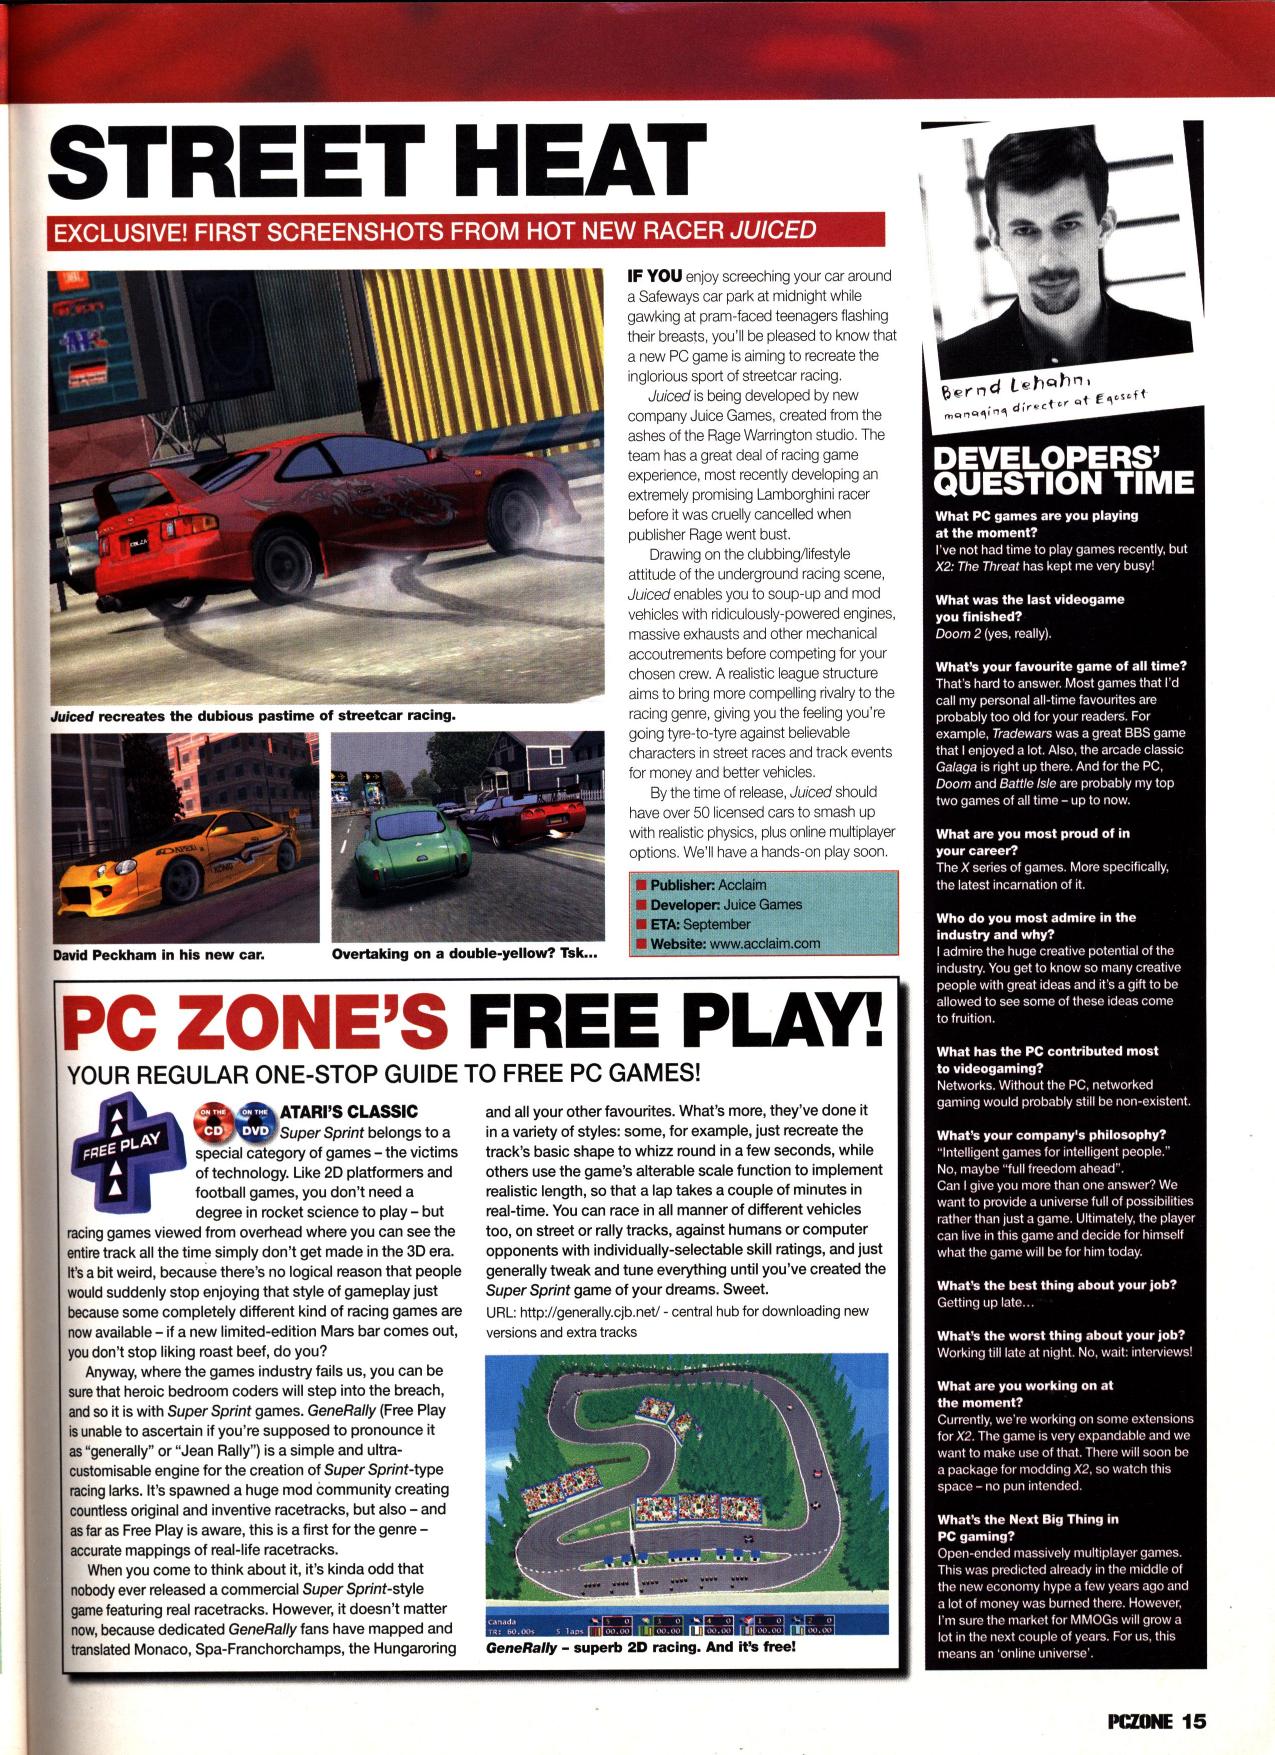 STREET HEAT
EXCLUSIVE! FIRST SCREENSHOTS FROM HOT NEW RACER JUICED
Juiced recreates the dubious pastime of streetcar racing.
David Peckham in his new car.
Overtaking on a double-yellow? Tsk...
IF YOU enjoy screeching your car around
a Safeways car park at midnight while
gawking at pram-faced teenagers flashing
their breasts, you'll be pleased to know that
a new PC game is aiming to recreate the
inglorious sport of streetcar racing.
Juiced is being developed by new
company Juice Games, created from the
ashes of the Rage Warrington studio. The
team has a great deal of racing game
experience, most recently developing an
extremely promising Lamborghini racer
before it was cruelly cancelled when
publisher Rage went bust.
Drawing on the clubbing/lifestyle
attitude of the underground racing scene,
Juiced enables you to soup-up and mod
vehicles with ridiculously-powered engines,
massive exhausts and other mechanical
accoutrements before competing for your
chosen crew. A realistic league structure
aims to bring more compelling rivalry to the
racing genre, giving you the feeling you're
going tyre-to-tyre against believable
characters in street races and track events
for money and better vehicles.
By the time of release, Juiced should
have over 50 licensed cars to smash up
with realistic physics, plus online multiplayer
options. We'll have a hands-on play soon.
Publisher: Acclaim
Developer: Juice Games
ETA: September
Website: www.acclaim.com
PC ZONE'S FREE PLAY!
YOUR REGULAR ONE-STOP GUIDE TO FREE PC GAMES!
FREE PLAY
ON THE CD
ON THE DVD
ATARI'S CLASSIC
Super Sprint belongs to a
special category of games – the victims
of technology. Like 2D platformers and
football games, you don't need a
degree in rocket science to play – but
racing games viewed from overhead where you can see the
entire track all the time simply don't get made in the 3D era.
It's a bit weird, because there's no logical reason that people
would suddenly stop enjoying that style of gameplay just
because some completely different kind of racing games are
now available – if a new limited-edition Mars bar comes out,
you don't stop liking roast beef, do you?
Anyway, where the games industry fails us, you can be
sure that heroic bedroom coders will step into the breach,
and so it is with Super Sprint games. GeneRally (Free Play
is unable to ascertain if you're supposed to pronounce it
as "generally" or "Jean Rally") is a simple and ultra-
customisable engine for the creation of Super Sprint-type
racing larks. It's spawned a huge mod community creating
countless original and inventive racetracks, but also – and
as far as Free Play is aware, this is a first for the genre –
accurate mappings of real-life racetracks.
When you come to think about it, it's kinda odd that
nobody ever released a commercial Super Sprint-style
game featuring real racetracks. However, it doesn't matter
now, because dedicated GeneRally fans have mapped and
translated Monaco, Spa-Franchorchamps, the Hungaroring
and all your other favourites. What's more, they've done it
in a variety of styles: some, for example, just recreate the
track's basic shape to whizz round in a few seconds, while
others use the game's alterable scale function to implement
realistic length, so that a lap takes a couple of minutes in
real-time. You can race in all manner of different vehicles
too, on street or rally tracks, against humans or computer
opponents with individually-selectable skill ratings, and just
generally tweak and tune everything until you've created the
Super Sprint game of your dreams. Sweet.
URL: http://generally.cjb.net/ - central hub for downloading new
versions and extra tracks
Canada
TR: 60.00s 5 laps
GeneRally – superb 2D racing. And it's free!
Bernd Lehahn,
managing director at Egosoft
DEVELOPERS'
QUESTION TIME
What PC games are you playing
at the moment?
I've not had time to play games recently, but
X2: The Threat has kept me very busy!
What was the last videogame
you finished?
Doom 2 (yes, really).
What's your favourite game of all time?
That's hard to answer. Most games that I'd
call my personal all-time favourites are
probably too old for your readers. For
example, Tradewars was a great BBS game
that I enjoyed a lot. Also, the arcade classic
Galaga is right up there. And for the PC,
Doom and Battle Isle are probably my top
two games of all time – up to now.
What are you most proud of in
your career?
The X series of games. More specifically,
the latest incarnation of it.
Who do you most admire in the
industry and why?
I admire the huge creative potential of the
industry. You get to know so many creative
people with great ideas and it's a gift to be
allowed to see some of these ideas come
to fruition.
What has the PC contributed most
to videogaming?
Networks. Without the PC, networked
gaming would probably still be non-existent.
What's your company's philosophy?
"Intelligent games for intelligent people."
No, maybe "full freedom ahead".
Can I give you more than one answer? We
want to provide a universe full of possibilities
rather than just a game. Ultimately, the player
can live in this game and decide for himself
what the game will be for him today.
What's the best thing about your job?
Getting up late...
What's the worst thing about your job?
Working till late at night. No, wait: interviews!
What are you working on at
the moment?
Currently, we're working on some extensions
for X2. The game is very expandable and we
want to make use of that. There will soon be
a package for modding X2, so watch this
space – no pun intended.
What's the Next Big Thing in
PC gaming?
Open-ended massively multiplayer games.
This was predicted already in the middle of
the new economy hype a few years ago and
a lot of money was burned there. However,
I'm sure the market for MMOGs will grow a
lot in the next couple of years. For us, this
means an 'online universe'.
PCZONE 15